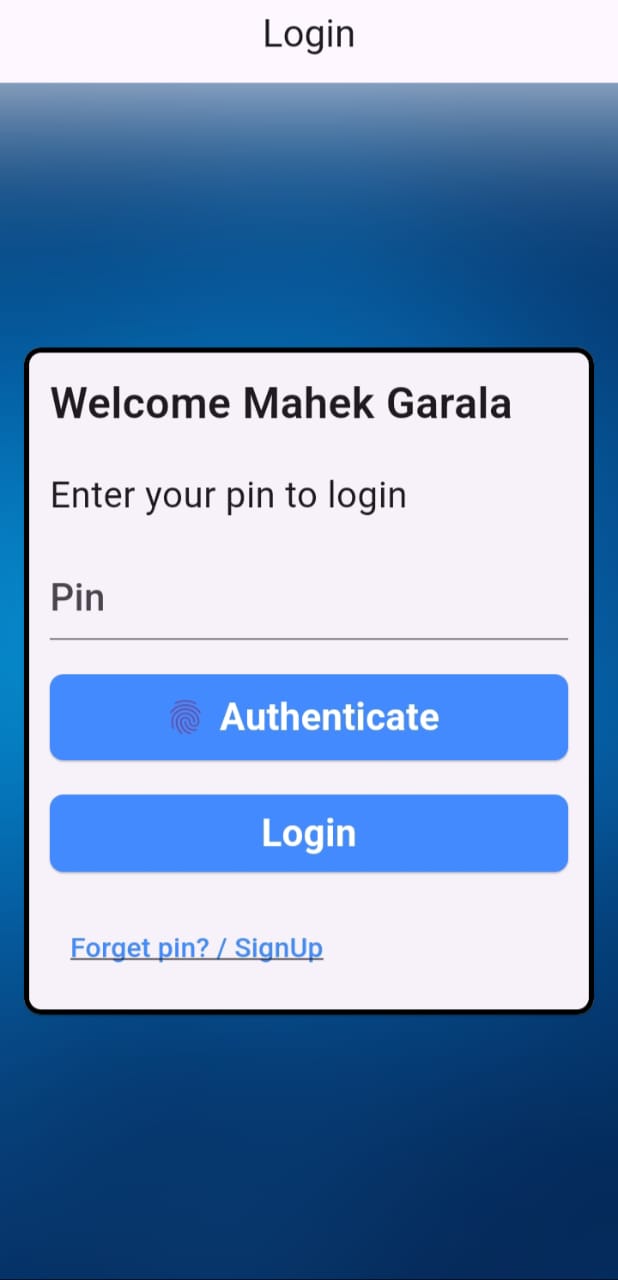 Login
Welcome Mahek Garala
Enter your pin to login
Pin
Authenticate
Login
Forget pin? / SignUp